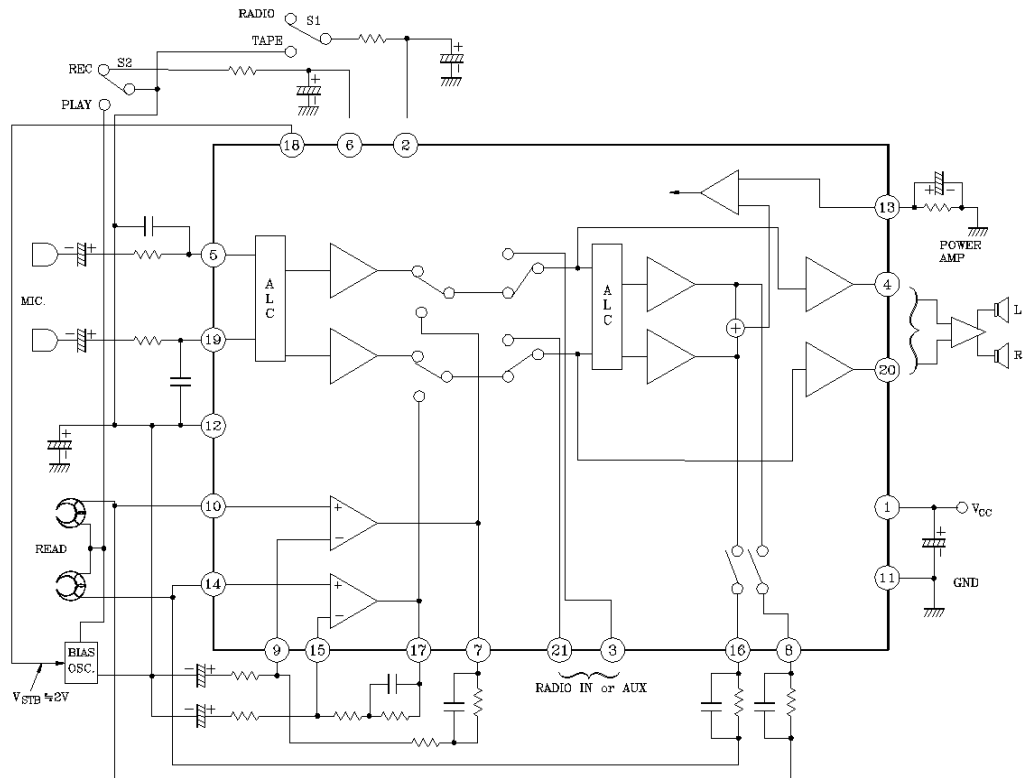 RADIO
S1
TAPE
REC
S2
PLAY
18
6
2
+
-
+
-
13
+ -
POWER
AMP
5
- +
MIC.
19
- +
A
L
C
A
L
C
+
4
20
L
R
12
+
-
10
READ
14
+
-
+
-
1
VCC
+
-
11
GND
BIAS
OSC.
VSTB ≒2V
9
15
17
7
21
3
16
8
RADIO IN or AUX
- +
- +